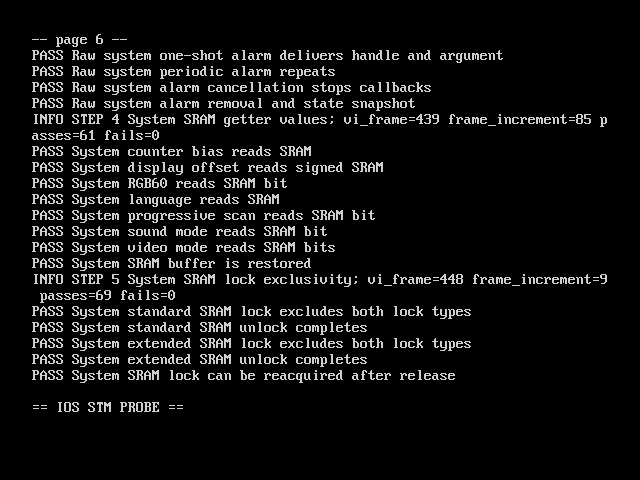 -- page 6 --
PASS Raw system one-shot alarm delivers handle and argument
PASS Raw system periodic alarm repeats
PASS Raw system alarm cancellation stops callbacks
PASS Raw system alarm removal and state snapshot
INFO STEP 4 System SRAM getter values; vi_frame=439 frame_increment=85 p
asses=61 fails=0
PASS System counter bias reads SRAM
PASS System display offset reads signed SRAM
PASS System RGB60 reads SRAM bit
PASS System language reads SRAM
PASS System progressive scan reads SRAM bit
PASS System sound mode reads SRAM bit
PASS System video mode reads SRAM bits
PASS System SRAM buffer is restored
INFO STEP 5 System SRAM lock exclusivity; vi_frame=448 frame_increment=9
 passes=69 fails=0
PASS System standard SRAM lock excludes both lock types
PASS System standard SRAM unlock completes
PASS System extended SRAM lock excludes both lock types
PASS System extended SRAM unlock completes
PASS System SRAM lock can be reacquired after release
== IOS STM PROBE ==